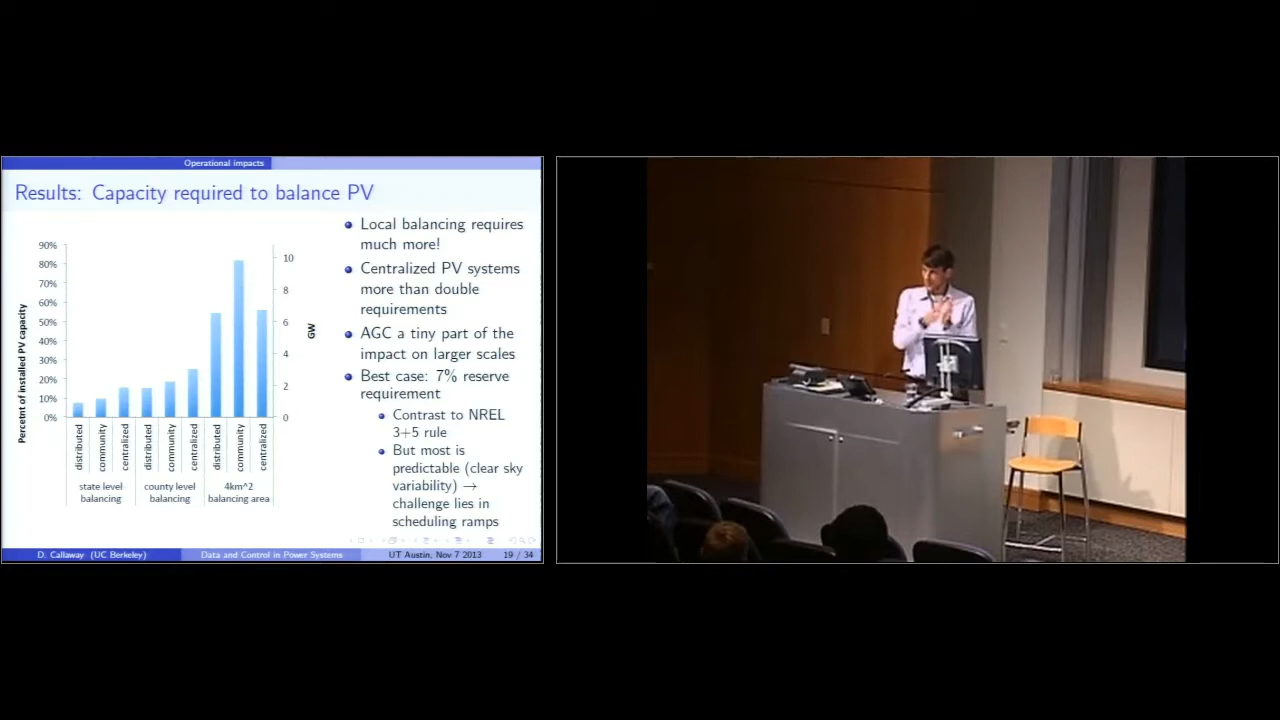 Operational impacts
Results: Capacity required to balance PV
90%
80%
70%
60%
50%
40%
30%
20%
10%
0%
Percetnt of installed PV capacity
10
8
6
4
2
0
GW
distributed
community
centralized
distributed
community
centralized
distributed
community
centralized
state level
balancing
county level
balancing
4km^2
balancing area
Local balancing requires
much more!
Centralized PV systems
more than double
requirements
AGC a tiny part of the
impact on larger scales
Best case: 7% reserve
requirement
Contrast to NREL
3+5 rule
But most is
predictable (clear sky
variability) →
challenge lies in
scheduling ramps
D. Callaway (UC Berkeley)
Data and Control in Power Systems
UT Austin, Nov 7 2013
19 / 34